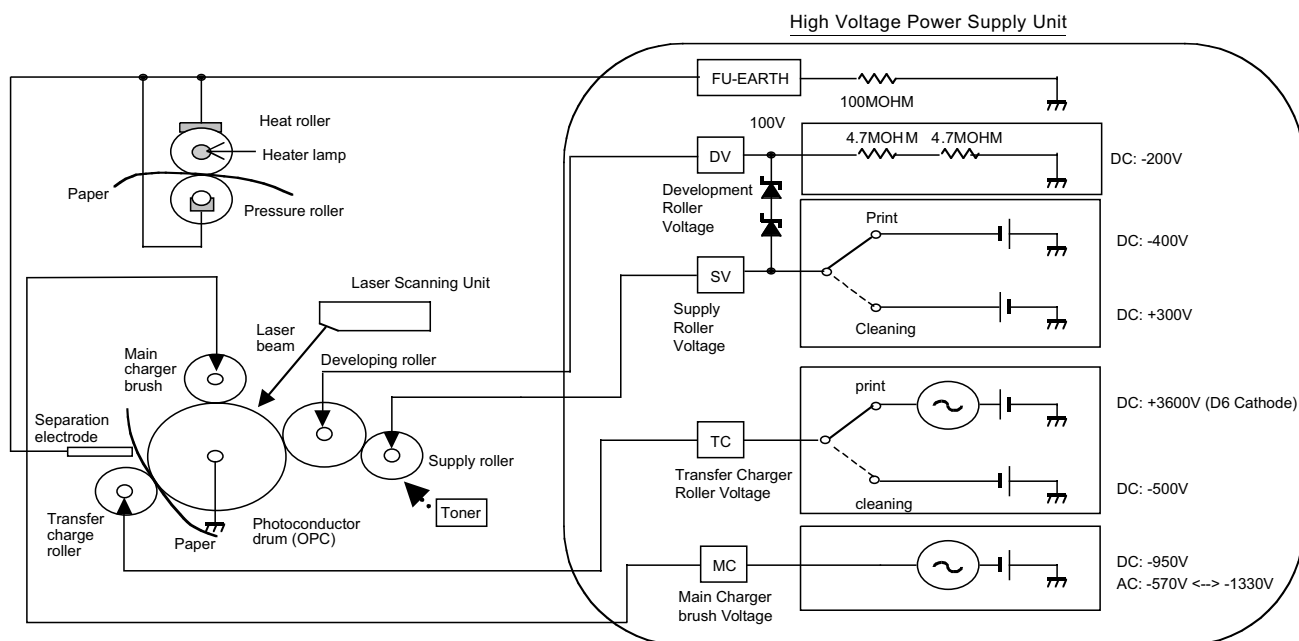 High Voltage Power Supply Unit
FU-EARTH
100MOHM
Heat roller
Heater lamp
Paper
Pressure roller
100V
DV
4.7MOHM 4.7MOHM
DC: -200V
Development
Roller
Voltage
Print
DC: -400V
SV
Supply
Roller
Voltage
Cleaning
DC: +300V
Laser Scanning Unit
Laser
beam
Main
charger
brush
Developing roller
Separation
electrode
Supply roller
Toner
Transfer
charge
roller
Paper
Photoconductor
drum (OPC)
print
DC: +3600V (D6 Cathode)
TC
Transfer Charger
Roller Voltage
cleaning
DC: -500V
MC
Main Charger
brush Voltage
DC: -950V
AC: -570V <--> -1330V